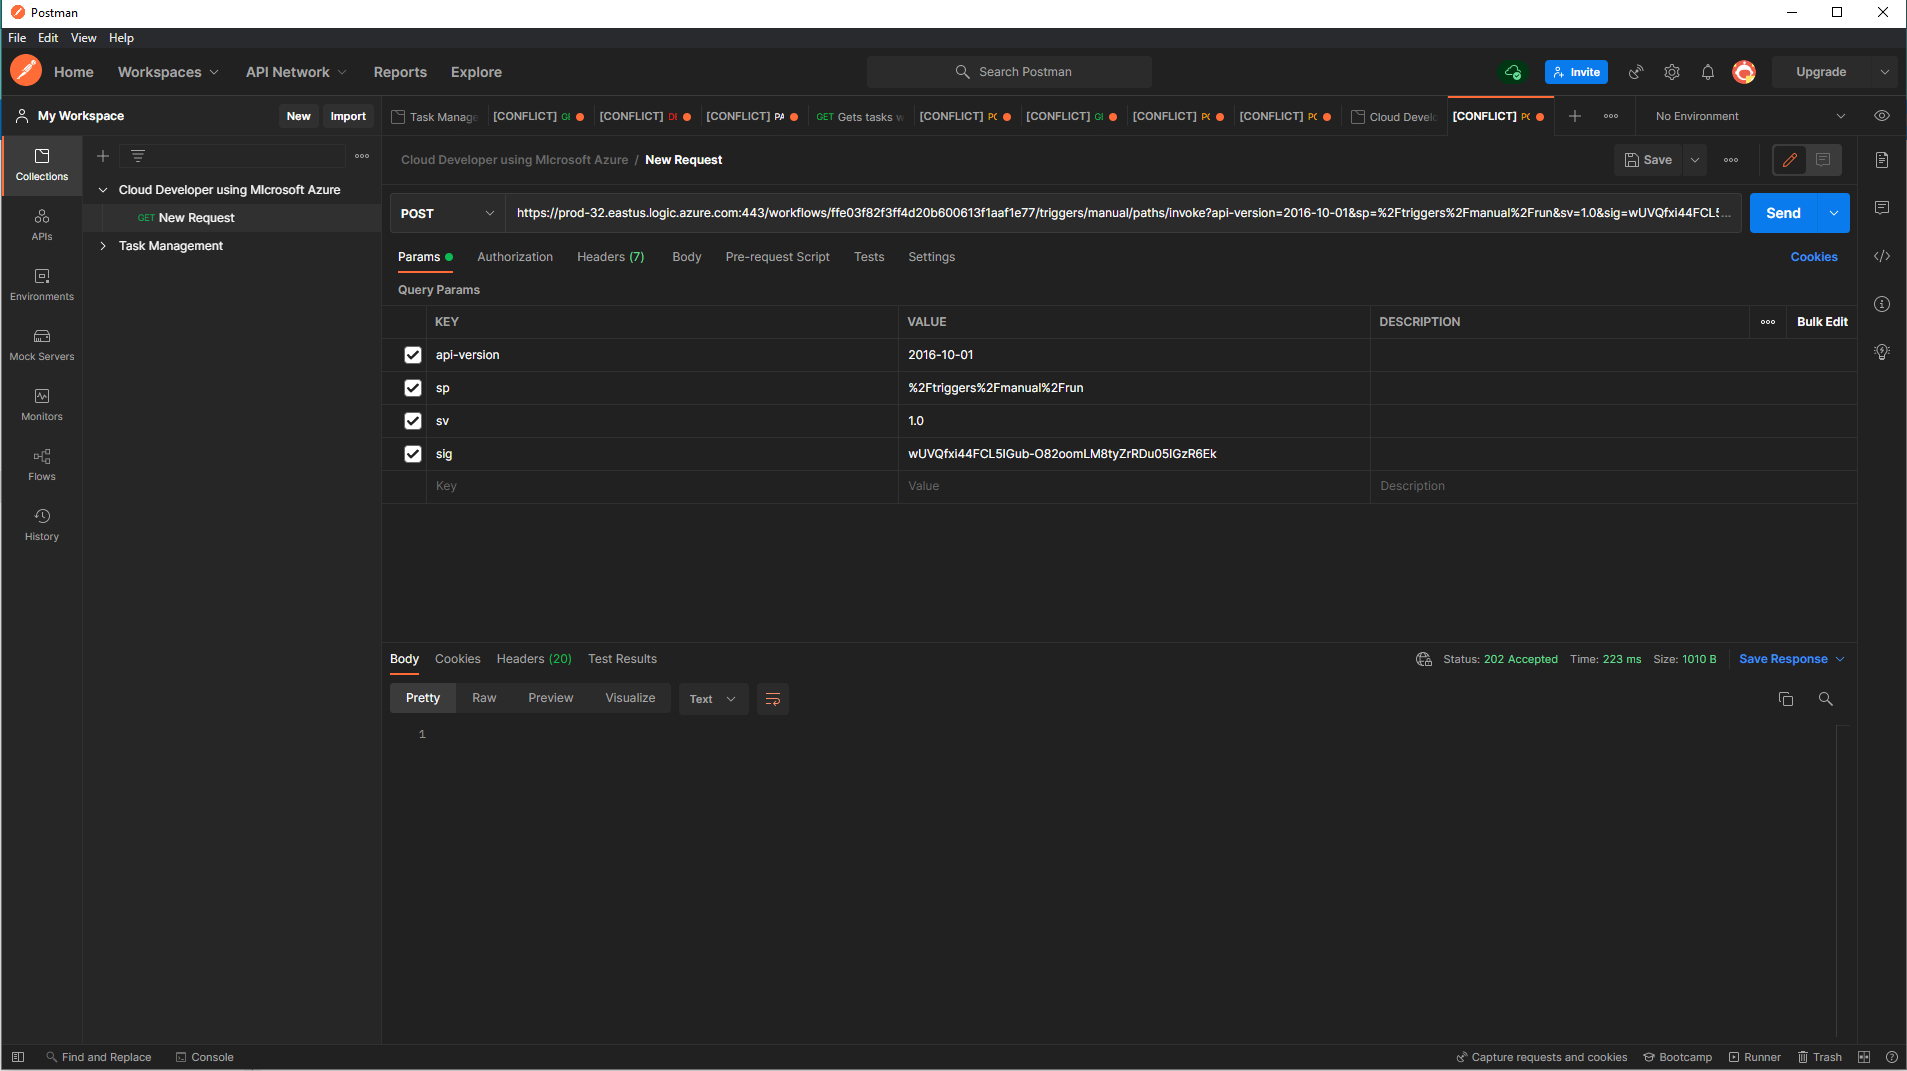 Postman
File Edit View Help
Home Workspaces API Network Reports Explore Search Postman Invite Upgrade
My Workspace New Import
Task Manage [CONFLICT] GE [CONFLICT] DE [CONFLICT] PA GET Gets tasks w [CONFLICT] PO [CONFLICT] GE [CONFLICT] PO [CONFLICT] PO Cloud Develo [CONFLICT] PO No Environment
Collections
APIs
Environments
Mock Servers
Monitors
Flows
History
Cloud Developer using MIcrosoft Azure
GET New Request
Task Management
Cloud Developer using MIcrosoft Azure / New Request Save
POST https://prod-32.eastus.logic.azure.com:443/workflows/ffe03f82f3ff4d20b600613f1aaf1e77/triggers/manual/paths/invoke?api-version=2016-10-01&sp=%2Ftriggers%2Fmanual%2Frun&sv=1.0&sig=wUVQfxi44FCL5... Send
Params Authorization Headers (7) Body Pre-request Script Tests Settings Cookies
Query Params
KEY VALUE DESCRIPTION Bulk Edit
api-version 2016-10-01
sp %2Ftriggers%2Fmanual%2Frun
sv 1.0
sig wUVQfxi44FCL5IGub-O82oomLM8tyZrRDu05IGzR6Ek
Key Value Description
Body Cookies Headers (20) Test Results Status: 202 Accepted Time: 223 ms Size: 1010 B Save Response
Pretty Raw Preview Visualize Text
1
Find and Replace Console Capture requests and cookies Bootcamp Runner Trash